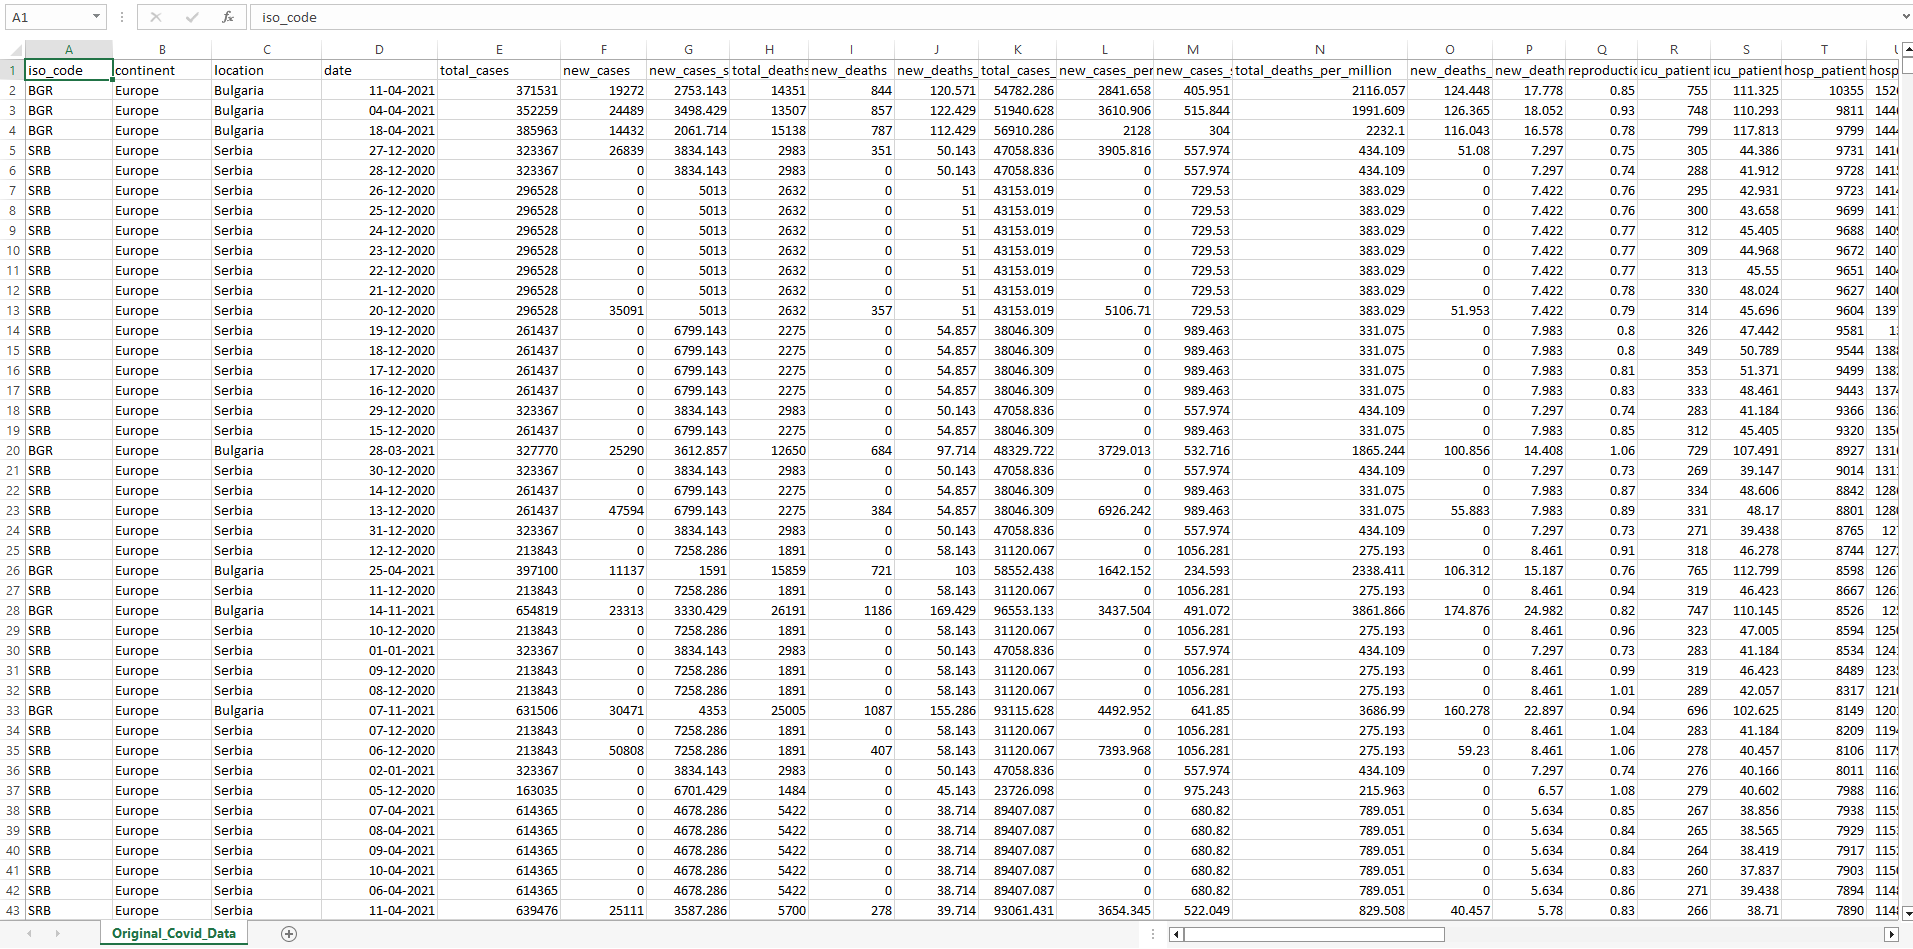 A1 fx iso_code
A B C D E F G H I J K L M N O P Q R S T
1 iso_code continent location date total_cases new_cases new_cases_s total_deaths new_deaths new_deaths_ total_cases_ new_cases_per new_cases_s total_deaths_per_million new_deaths_ new_death reproductio icu_patient icu_patient hosp_patient hosp
2 BGR Europe Bulgaria 11-04-2021 371531 19272 2753.143 14351 844 120.571 54782.286 2841.658 405.951 2116.057 124.448 17.778 0.85 755 111.325 10355 152
3 BGR Europe Bulgaria 04-04-2021 352259 24489 3498.429 13507 857 122.429 51940.628 3610.906 515.844 1991.609 126.365 18.052 0.93 748 110.293 9811 144
4 BGR Europe Bulgaria 18-04-2021 385963 14432 2061.714 15138 787 112.429 56910.286 2128 304 2232.1 116.043 16.578 0.78 799 117.813 9799 144
5 SRB Europe Serbia 27-12-2020 323367 26839 3834.143 2983 351 50.143 47058.836 3905.816 557.974 434.109 51.08 7.297 0.75 305 44.386 9731 141
6 SRB Europe Serbia 28-12-2020 323367 0 3834.143 2983 0 50.143 47058.836 0 557.974 434.109 0 7.297 0.74 288 41.912 9728 141
7 SRB Europe Serbia 26-12-2020 296528 0 5013 2632 0 51 43153.019 0 729.53 383.029 0 7.422 0.76 295 42.931 9723 141
8 SRB Europe Serbia 25-12-2020 296528 0 5013 2632 0 51 43153.019 0 729.53 383.029 0 7.422 0.76 300 43.658 9699 141
9 SRB Europe Serbia 24-12-2020 296528 0 5013 2632 0 51 43153.019 0 729.53 383.029 0 7.422 0.77 312 45.405 9688 140
10 SRB Europe Serbia 23-12-2020 296528 0 5013 2632 0 51 43153.019 0 729.53 383.029 0 7.422 0.77 309 44.968 9672 140
11 SRB Europe Serbia 22-12-2020 296528 0 5013 2632 0 51 43153.019 0 729.53 383.029 0 7.422 0.77 313 45.55 9651 140
12 SRB Europe Serbia 21-12-2020 296528 0 5013 2632 0 51 43153.019 0 729.53 383.029 0 7.422 0.78 330 48.024 9627 140
13 SRB Europe Serbia 20-12-2020 296528 35091 5013 2632 357 51 43153.019 5106.71 729.53 383.029 51.953 7.422 0.79 314 45.696 9604 139
14 SRB Europe Serbia 19-12-2020 261437 0 6799.143 2275 0 54.857 38046.309 0 989.463 331.075 0 7.983 0.8 326 47.442 9581 1
15 SRB Europe Serbia 18-12-2020 261437 0 6799.143 2275 0 54.857 38046.309 0 989.463 331.075 0 7.983 0.8 349 50.789 9544 138
16 SRB Europe Serbia 17-12-2020 261437 0 6799.143 2275 0 54.857 38046.309 0 989.463 331.075 0 7.983 0.81 353 51.371 9499 138
17 SRB Europe Serbia 16-12-2020 261437 0 6799.143 2275 0 54.857 38046.309 0 989.463 331.075 0 7.983 0.83 333 48.461 9443 137
18 SRB Europe Serbia 29-12-2020 323367 0 3834.143 2983 0 50.143 47058.836 0 557.974 434.109 0 7.297 0.74 283 41.184 9366 136
19 SRB Europe Serbia 15-12-2020 261437 0 6799.143 2275 0 54.857 38046.309 0 989.463 331.075 0 7.983 0.85 312 45.405 9320 135
20 BGR Europe Bulgaria 28-03-2021 327770 25290 3612.857 12650 684 97.714 48329.722 3729.013 532.716 1865.244 100.856 14.408 1.06 729 107.491 8927 131
21 SRB Europe Serbia 30-12-2020 323367 0 3834.143 2983 0 50.143 47058.836 0 557.974 434.109 0 7.297 0.73 269 39.147 9014 131
22 SRB Europe Serbia 14-12-2020 261437 0 6799.143 2275 0 54.857 38046.309 0 989.463 331.075 0 7.983 0.87 334 48.606 8842 128
23 SRB Europe Serbia 13-12-2020 261437 47594 6799.143 2275 384 54.857 38046.309 6926.242 989.463 331.075 55.883 7.983 0.89 331 48.17 8801 128
24 SRB Europe Serbia 31-12-2020 323367 0 3834.143 2983 0 50.143 47058.836 0 557.974 434.109 0 7.297 0.73 271 39.438 8765 12
25 SRB Europe Serbia 12-12-2020 213843 0 7258.286 1891 0 58.143 31120.067 0 1056.281 275.193 0 8.461 0.91 318 46.278 8744 127
26 BGR Europe Bulgaria 25-04-2021 397100 11137 1591 15859 721 103 58552.438 1642.152 234.593 2338.411 106.312 15.187 0.76 765 112.799 8598 126
27 SRB Europe Serbia 11-12-2020 213843 0 7258.286 1891 0 58.143 31120.067 0 1056.281 275.193 0 8.461 0.94 319 46.423 8667 126
28 BGR Europe Bulgaria 14-11-2021 654819 23313 3330.429 26191 1186 169.429 96553.133 3437.504 491.072 3861.866 174.876 24.982 0.82 747 110.145 8526 12
29 SRB Europe Serbia 10-12-2020 213843 0 7258.286 1891 0 58.143 31120.067 0 1056.281 275.193 0 8.461 0.96 323 47.005 8594 125
30 SRB Europe Serbia 01-01-2021 323367 0 3834.143 2983 0 50.143 47058.836 0 557.974 434.109 0 7.297 0.73 283 41.184 8534 124
31 SRB Europe Serbia 09-12-2020 213843 0 7258.286 1891 0 58.143 31120.067 0 1056.281 275.193 0 8.461 0.99 319 46.423 8489 123
32 SRB Europe Serbia 08-12-2020 213843 0 7258.286 1891 0 58.143 31120.067 0 1056.281 275.193 0 8.461 1.01 289 42.057 8317 121
33 BGR Europe Bulgaria 07-11-2021 631506 30471 4353 25005 1087 155.286 93115.628 4492.952 641.85 3686.99 160.278 22.897 0.94 696 102.625 8149 120
34 SRB Europe Serbia 07-12-2020 213843 0 7258.286 1891 0 58.143 31120.067 0 1056.281 275.193 0 8.461 1.04 283 41.184 8209 119
35 SRB Europe Serbia 06-12-2020 213843 50808 7258.286 1891 407 58.143 31120.067 7393.968 1056.281 275.193 59.23 8.461 1.06 278 40.457 8106 117
36 SRB Europe Serbia 02-01-2021 323367 0 3834.143 2983 0 50.143 47058.836 0 557.974 434.109 0 7.297 0.74 276 40.166 8011 116
37 SRB Europe Serbia 05-12-2020 163035 0 6701.429 1484 0 45.143 23726.098 0 975.243 215.963 0 6.57 1.08 279 40.602 7988 116
38 SRB Europe Serbia 07-04-2021 614365 0 4678.286 5422 0 38.714 89407.087 0 680.82 789.051 0 5.634 0.85 267 38.856 7938 115
39 SRB Europe Serbia 08-04-2021 614365 0 4678.286 5422 0 38.714 89407.087 0 680.82 789.051 0 5.634 0.84 265 38.565 7929 115
40 SRB Europe Serbia 09-04-2021 614365 0 4678.286 5422 0 38.714 89407.087 0 680.82 789.051 0 5.634 0.84 264 38.419 7917 115
41 SRB Europe Serbia 10-04-2021 614365 0 4678.286 5422 0 38.714 89407.087 0 680.82 789.051 0 5.634 0.83 260 37.837 7903 115
42 SRB Europe Serbia 06-04-2021 614365 0 4678.286 5422 0 38.714 89407.087 0 680.82 789.051 0 5.634 0.86 271 39.438 7894 114
43 SRB Europe Serbia 11-04-2021 639476 25111 3587.286 5700 278 39.714 93061.431 3654.345 522.049 829.508 40.457 5.78 0.83 266 38.71 7890 114
Original_Covid_Data